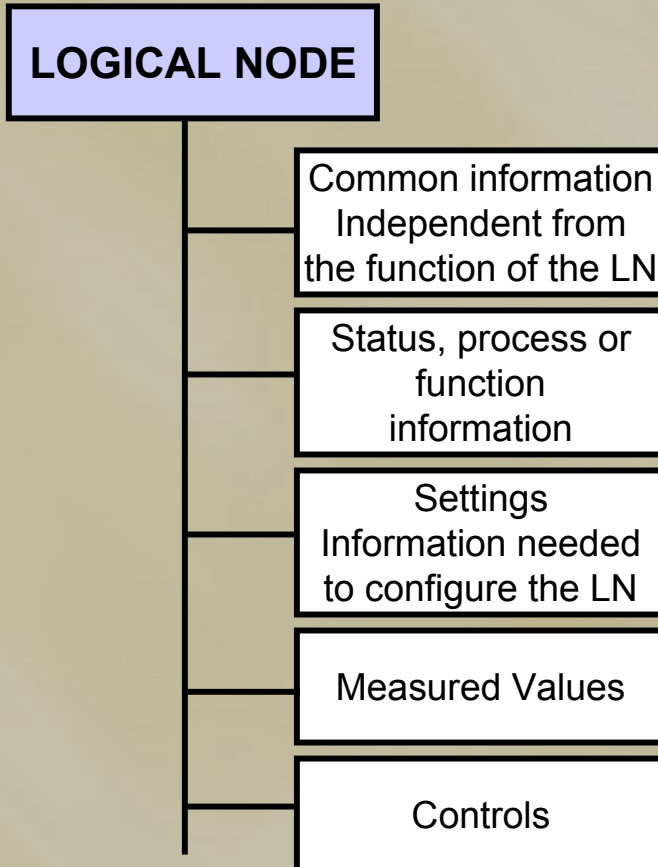 LOGICAL NODE
Common information
Independent from
the function of the LN
Status, process or
function
information
Settings
Information needed
to configure the LN
Measured Values
Controls